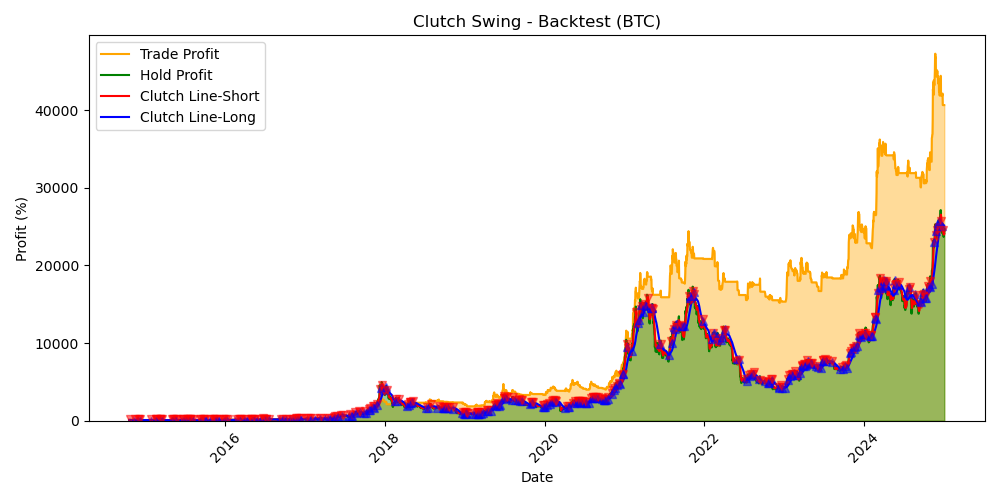 Clutch Swing - Backtest (BTC)
Trade Profit
Hold Profit
Clutch Line-Short
Clutch Line-Long
Profit (%)
40000
30000
20000
10000
0
2016
2018
2020
2022
2024
Date